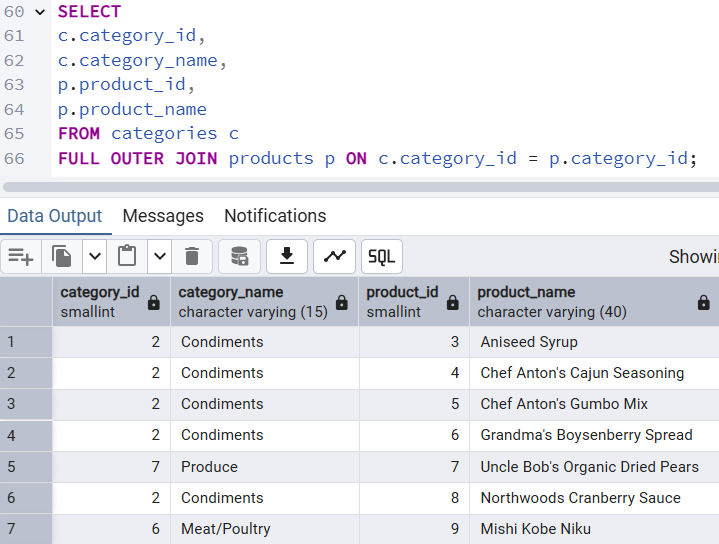 60 SELECT
61 c.category_id,
62 c.category_name,
63 p.product_id,
64 p.product_name
65 FROM categories c
66 FULL OUTER JOIN products p ON c.category_id = p.category_id;
Data Output Messages Notifications
SQL Showi
category_id category_name product_id product_name
smallint character varying (15) smallint character varying (40)
1 2 Condiments 3 Aniseed Syrup
2 2 Condiments 4 Chef Anton's Cajun Seasoning
3 2 Condiments 5 Chef Anton's Gumbo Mix
4 2 Condiments 6 Grandma's Boysenberry Spread
5 7 Produce 7 Uncle Bob's Organic Dried Pears
6 2 Condiments 8 Northwoods Cranberry Sauce
7 6 Meat/Poultry 9 Mishi Kobe Niku